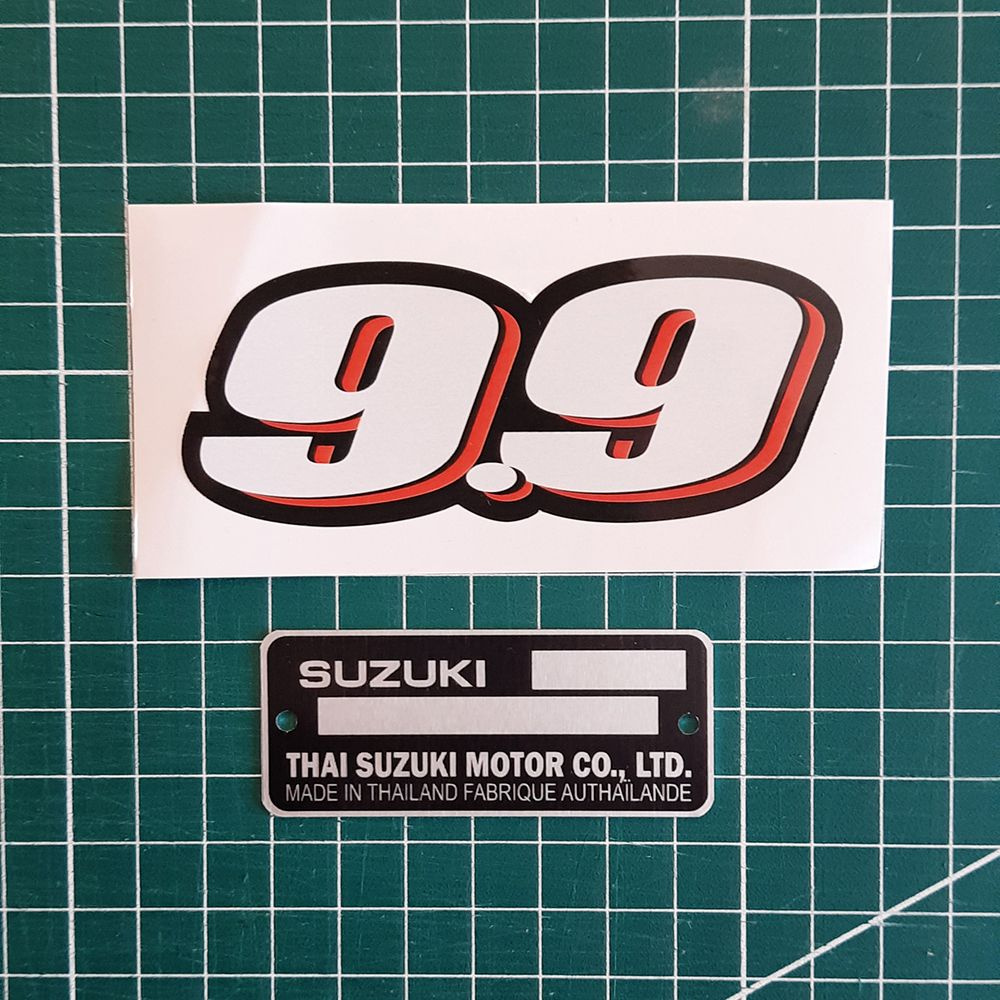 9.9
SUZUKI
THAI SUZUKI MOTOR CO., LTD.
MADE IN THAILAND FABRIQUE AUTHAÏLANDE